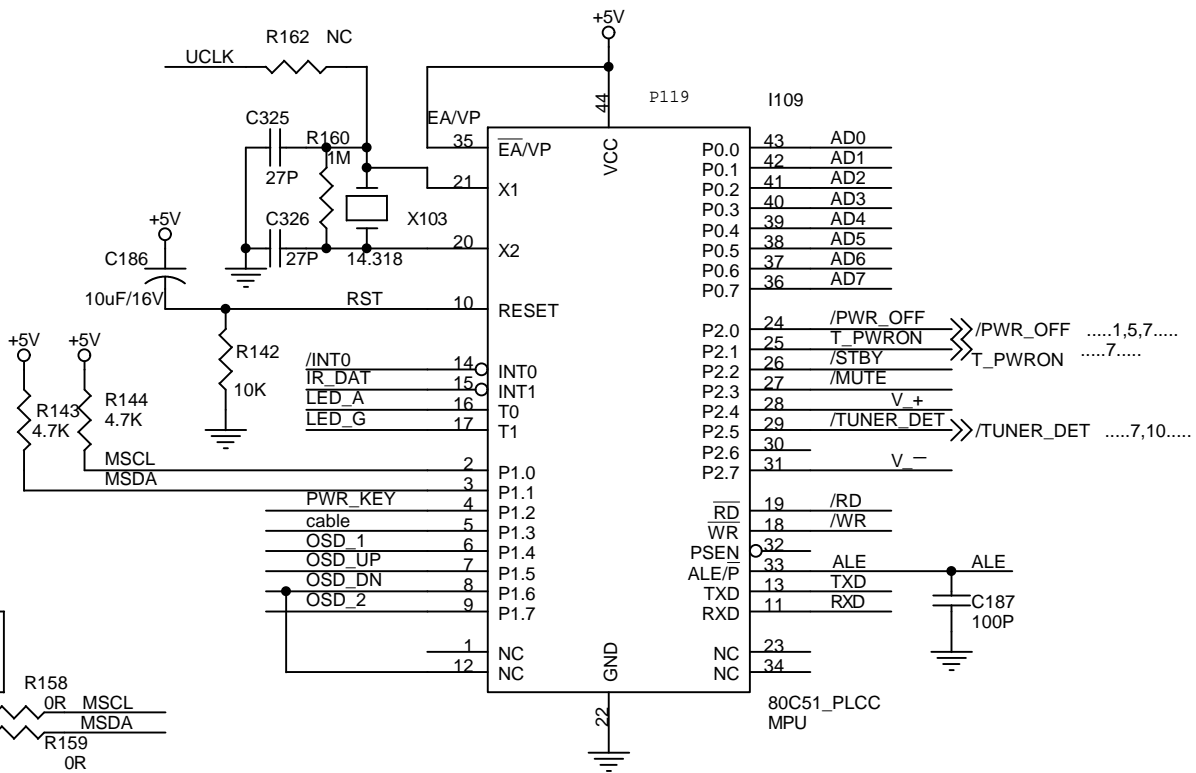 +5V
R162 NC
UCLK
44
P119
I109
C325
27P
R160
1M
EA/VP
35
EA/VP
VCC
21
X1
C326
27P
X103
14.318
20
X2
+5V
C186
10uF/16V
RST
10
RESET
R142
10K
+5V
+5V
R143
4.7K
R144
4.7K
/INT0
14
INT0
IR_DAT
15
INT1
LED_A
16
T0
LED_G
17
T1
MSCL
2
P1.0
MSDA
3
P1.1
PWR_KEY
4
P1.2
cable
5
P1.3
OSD_1
6
P1.4
OSD_UP
7
P1.5
OSD_DN
8
P1.6
OSD_2
9
P1.7
1
NC
12
NC
GND
22
P0.0 43 AD0
P0.1 42 AD1
P0.2 41 AD2
P0.3 40 AD3
P0.4 39 AD4
P0.5 38 AD5
P0.6 37 AD6
P0.7 36 AD7
P2.0 24 /PWR_OFF /PWR_OFF .....1,5,7.....
P2.1 25 T_PWRON T_PWRON .....7.....
P2.2 26 /STBY
P2.3 27 /MUTE
P2.4 28 V_+
P2.5 29 /TUNER_DET /TUNER_DET .....7,10.....
P2.6 30
P2.7 31 V_—
RD 19 /RD
WR 18 /WR
PSEN 32
ALE/P 33 ALE ALE
TXD 13 TXD
RXD 11 RXD
C187
100P
NC 23
NC 34
80C51_PLCC
MPU
R158
0R MSCL
MSDA
R159
0R